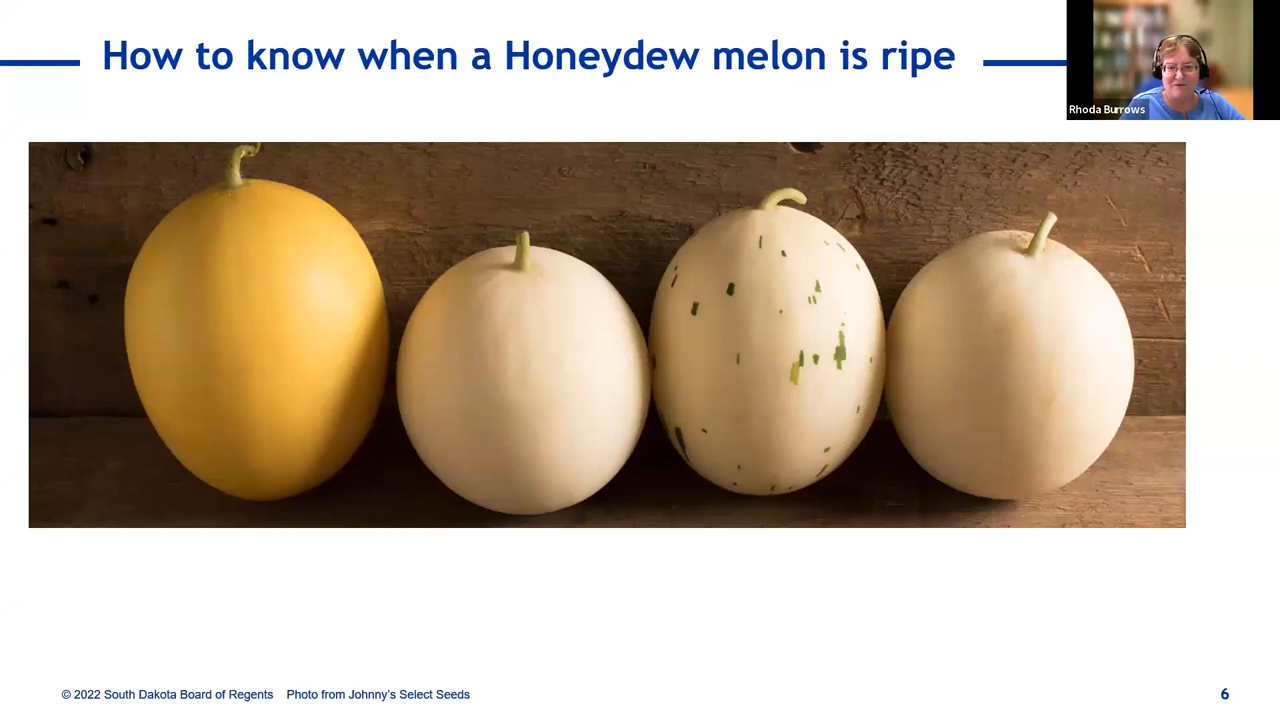 How to know when a Honeydew melon is ripe
Rhoda Burrows
© 2022 South Dakota Board of Regents Photo from Johnny's Select Seeds
6